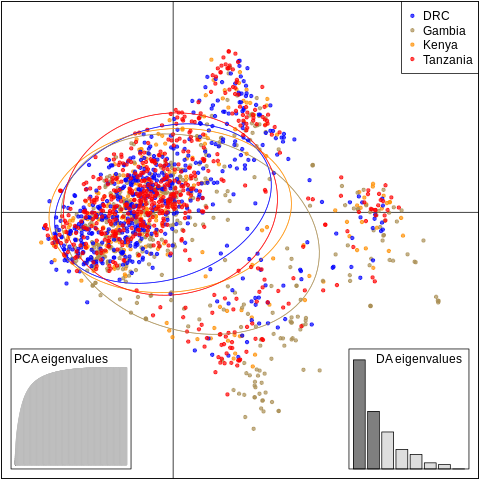 DRC
Gambia
Kenya
Tanzania
PCA eigenvalues
DA eigenvalues